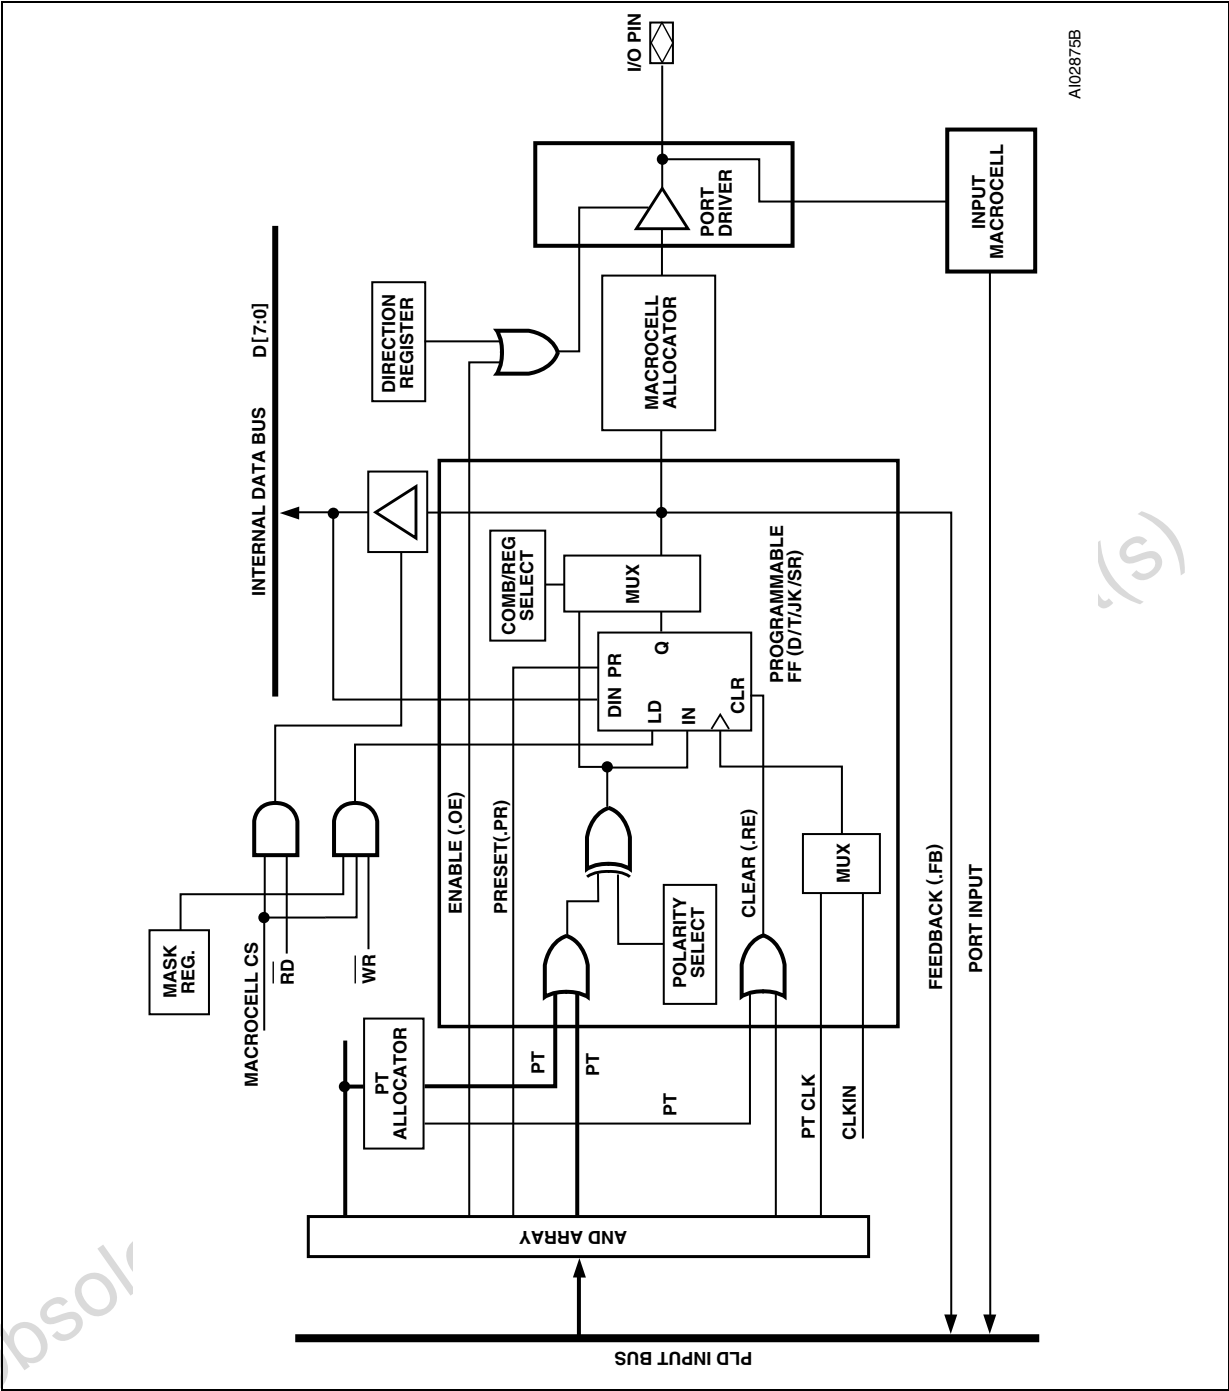 MASK
REG.
MACROCELL CS
RD
WR
INTERNAL DATA BUS D[7:0]
DIRECTION
REGISTER
PT
ALLOCATOR
ENABLE (.OE)
PRESET(.PR)
COMB/REG
SELECT
PT
PT
PT
MUX
DIN PR
LD
Q
IN
CLR
PROGRAMMABLE
FF (D/T/JK/SR)
POLARITY
SELECT
CLEAR (.RE)
MUX
PT CLK
CLKIN
MACROCELL
ALLOCATOR
PORT
DRIVER
I/O PIN
INPUT
MACROCELL
FEEDBACK (.FB)
PORT INPUT
AND ARRAY
PLD INPUT BUS
AI02875B
(s)